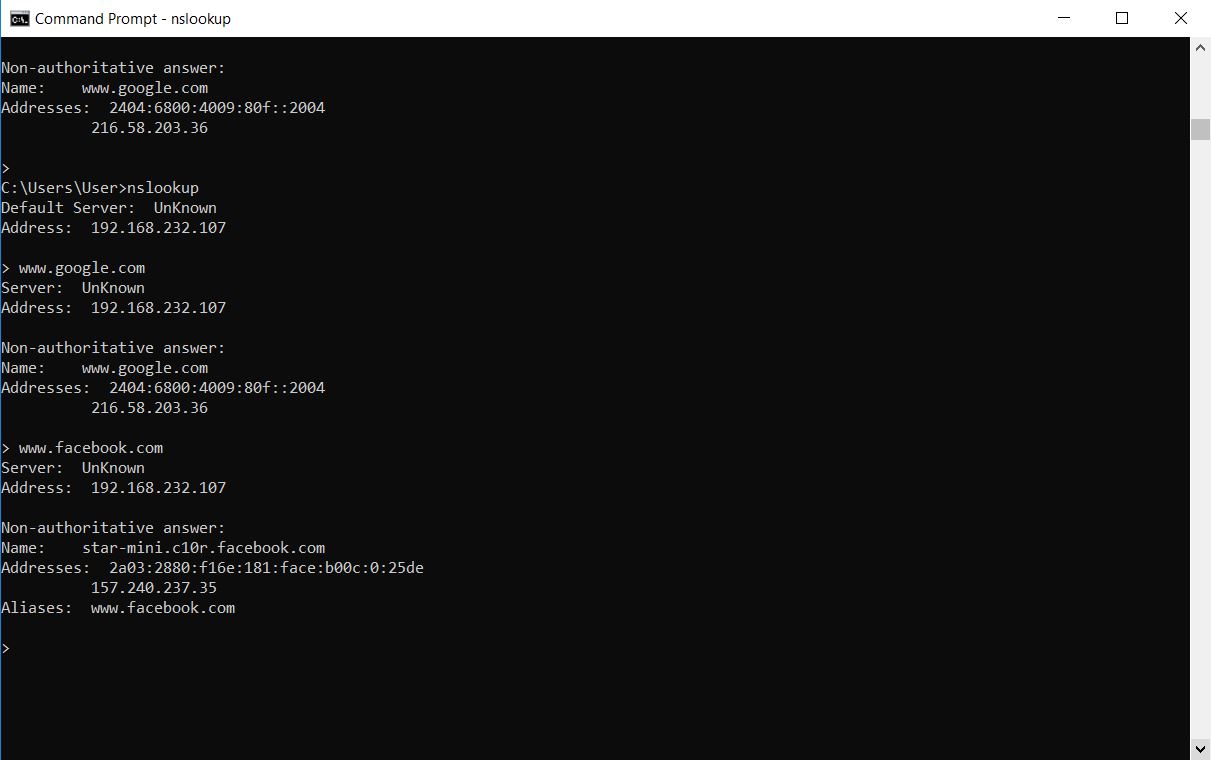 Command Prompt - nslookup
Non-authoritative answer:
Name:    www.google.com
Addresses:  2404:6800:4009:80f::2004
          216.58.203.36
>
C:\Users\User>nslookup
Default Server:  UnKnown
Address:  192.168.232.107
> www.google.com
Server:  UnKnown
Address:  192.168.232.107
Non-authoritative answer:
Name:    www.google.com
Addresses:  2404:6800:4009:80f::2004
          216.58.203.36
> www.facebook.com
Server:  UnKnown
Address:  192.168.232.107
Non-authoritative answer:
Name:    star-mini.c10r.facebook.com
Addresses:  2a03:2880:f16e:181:face:b00c:0:25de
          157.240.237.35
Aliases:  www.facebook.com
>